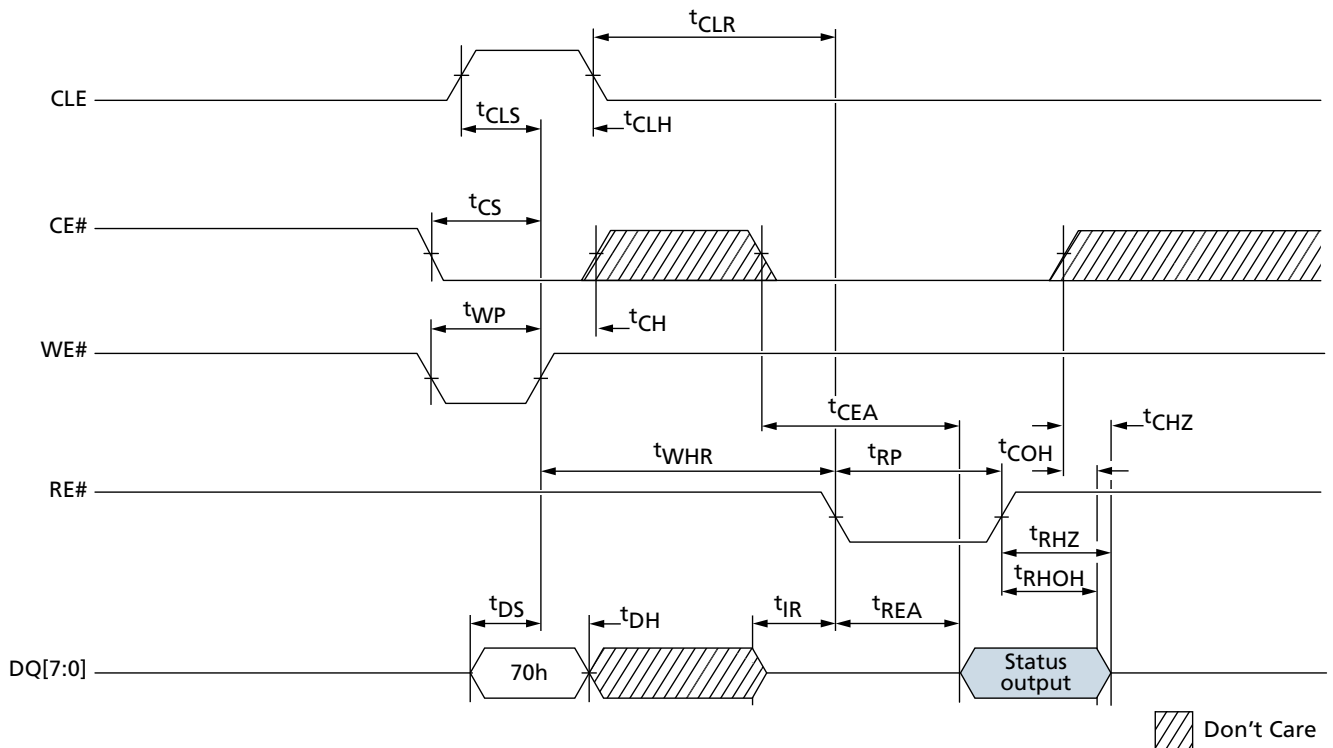 tCLR
CLE
tCLS
tCLH
tCS
CE#
tWP
tCH
WE#
tCEA
tCHZ
tWHR
tRP
tCOH
RE#
tRHZ
tRHOH
tDS
tDH
tIR
tREA
DQ[7:0]
70h
Status
output
Don't Care